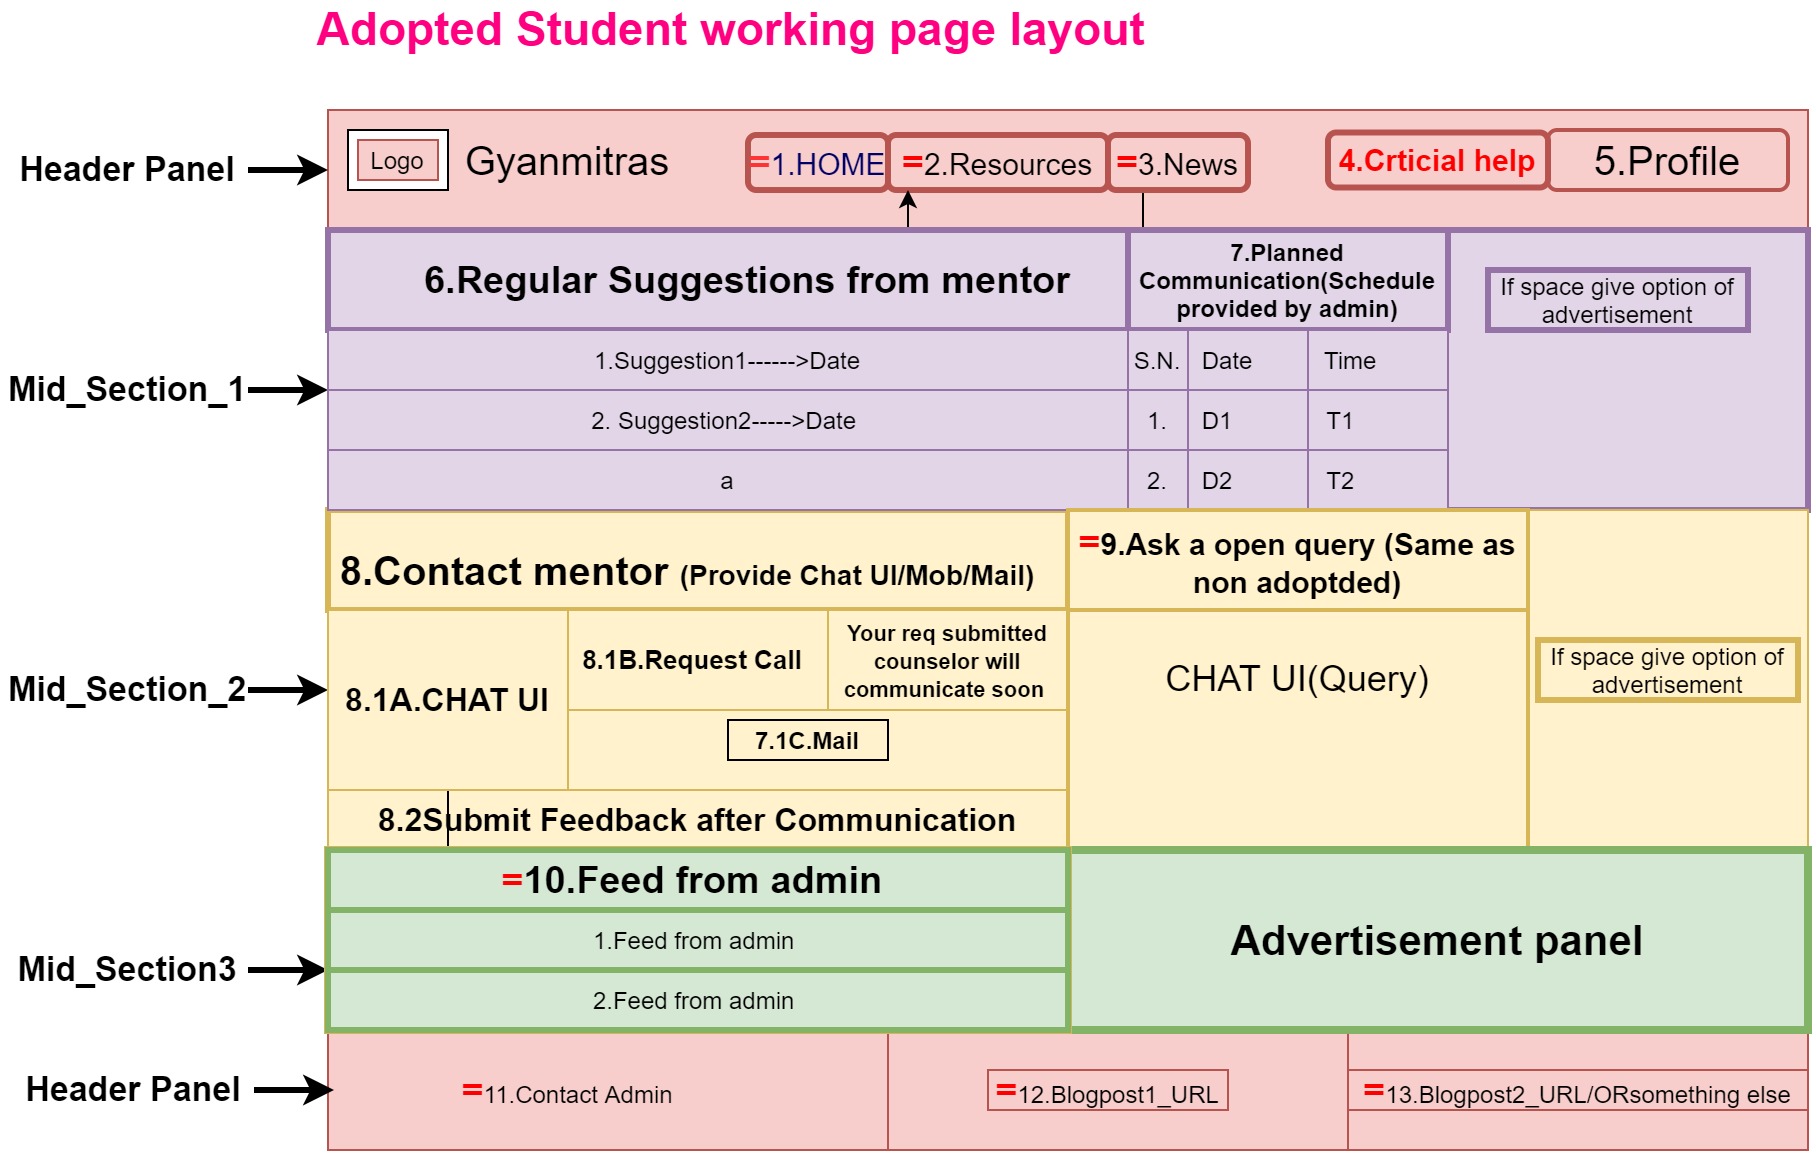 Adopted Student working page layout
Header Panel
Logo
Gyanmitras
=1.HOME
=2.Resources
=3.News
4.Crticial help
5.Profile
6.Regular Suggestions from mentor
7.Planned
Communication(Schedule
provided by admin)
If space give option of
advertisement
Mid_Section_1
1.Suggestion1------>Date
S.N.
Date
Time
2. Suggestion2----->Date
1.
D1
T1
a
2.
D2
T2
8.Contact mentor (Provide Chat UI/Mob/Mail)
=9.Ask a open query (Same as
non adoptded)
Mid_Section_2
8.1A.CHAT UI
8.1B.Request Call
Your req submitted
counselor will
communicate soon
7.1C.Mail
CHAT UI(Query)
If space give option of
advertisement
8.2Submit Feedback after Communication
=10.Feed from admin
Mid_Section3
1.Feed from admin
2.Feed from admin
Advertisement panel
Header Panel
=11.Contact Admin
=12.Blogpost1_URL
=13.Blogpost2_URL/ORsomething else